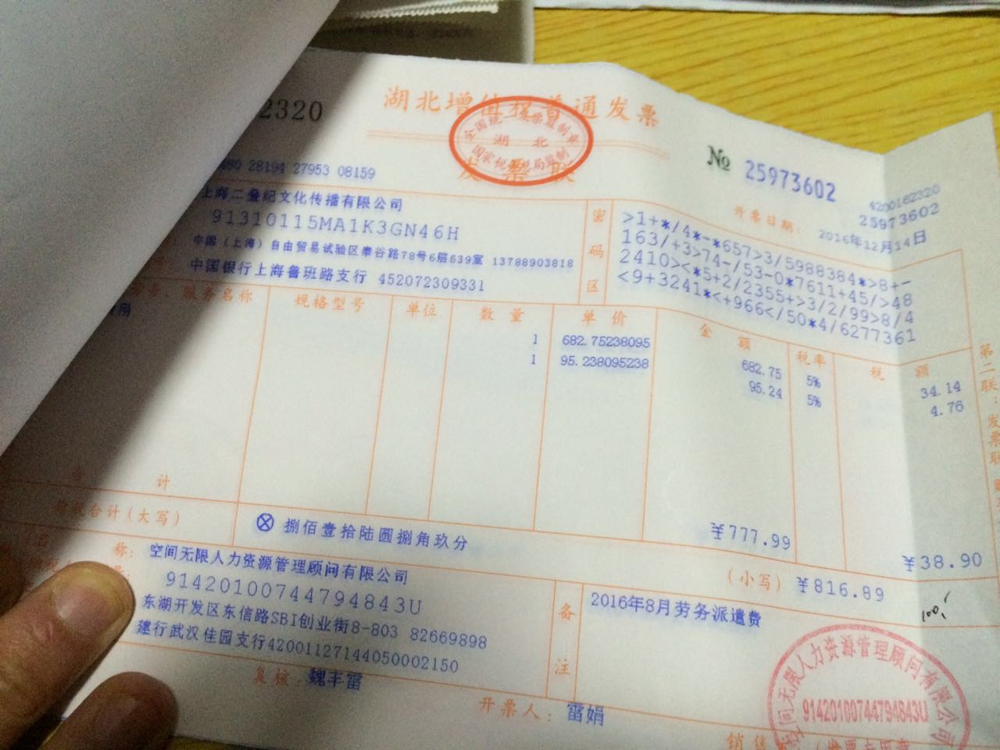 2320
湖北增值税普通发票
全国统一发票监制章
湖北
国家税务总局监制
发票联
№ 25973602
4200162320
25973602
开票日期: 2016年12月14日
28194 27953 08159
上海二叠纪文化传播有限公司
91310115MA1K3GN46H
中国（上海）自由贸易试验区泰谷路78号6层639室 13788903818
中国银行上海鲁班路支行 452072309331
密码区
>1+*/4*-*657>3/5988384*>8+-
163/+3>74-/53-0*7611+45/>48
2410><*5+2/2355+>3/2/99>8/4
<9+3241*<+966</50*4/6277361
劳务、服务名称 规格型号 单位 数量 单价 金额 税率 税额
用 1 682.75238095 682.75 5% 34.14
1 95.238095238 95.24 5% 4.76
合计 ¥777.99 ¥38.90
价税合计（大写） ⊗ 捌佰壹拾陆圆捌角玖分 （小写） ¥816.89
100
称: 空间无限人力资源管理顾问有限公司
91420100744794843U
东湖开发区东信路SBI创业街8-803 82669898
建行武汉佳园支行42001127144050002150
备注
2016年8月劳务派遣费
复核: 魏丰雷
开票人: 雷娟
销售
第二联:发票联
空间无限人力资源管理顾问有限公司
91420100744794843U